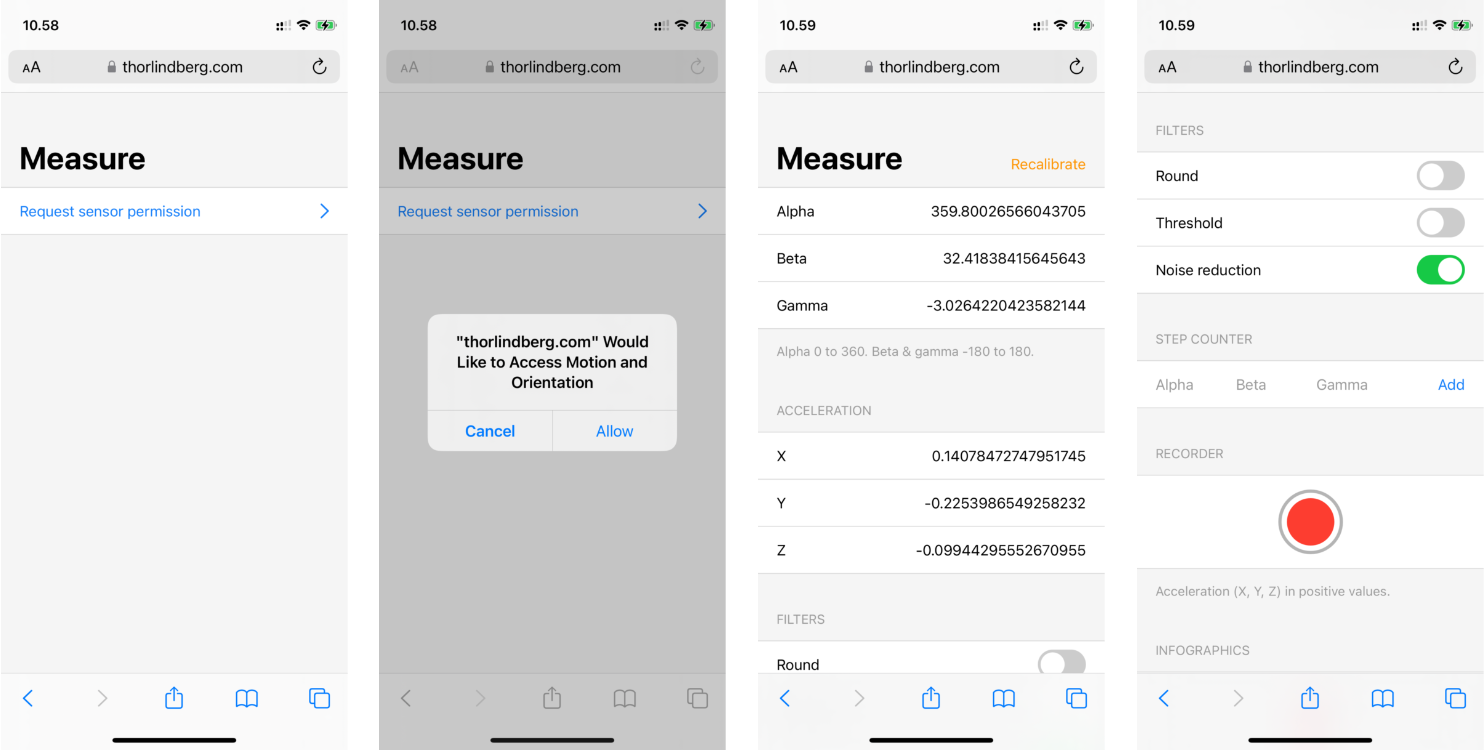 10.58
AA thorlindberg.com
Measure
Request sensor permission
10.58
AA thorlindberg.com
Measure
Request sensor permission
"thorlindberg.com" Would
Like to Access Motion and
Orientation
Cancel Allow
10.59
AA thorlindberg.com
Measure Recalibrate
Alpha 359.80026566043705
Beta 32.41838415645643
Gamma -3.0264220423582144
Alpha 0 to 360. Beta & gamma -180 to 180.
ACCELERATION
X 0.14078472747951745
Y -0.2253986549258232
Z -0.09944295552670955
FILTERS
Round
10.59
AA thorlindberg.com
FILTERS
Round
Threshold
Noise reduction
STEP COUNTER
Alpha Beta Gamma Add
RECORDER
Acceleration (X, Y, Z) in positive values.
INFOGRAPHICS